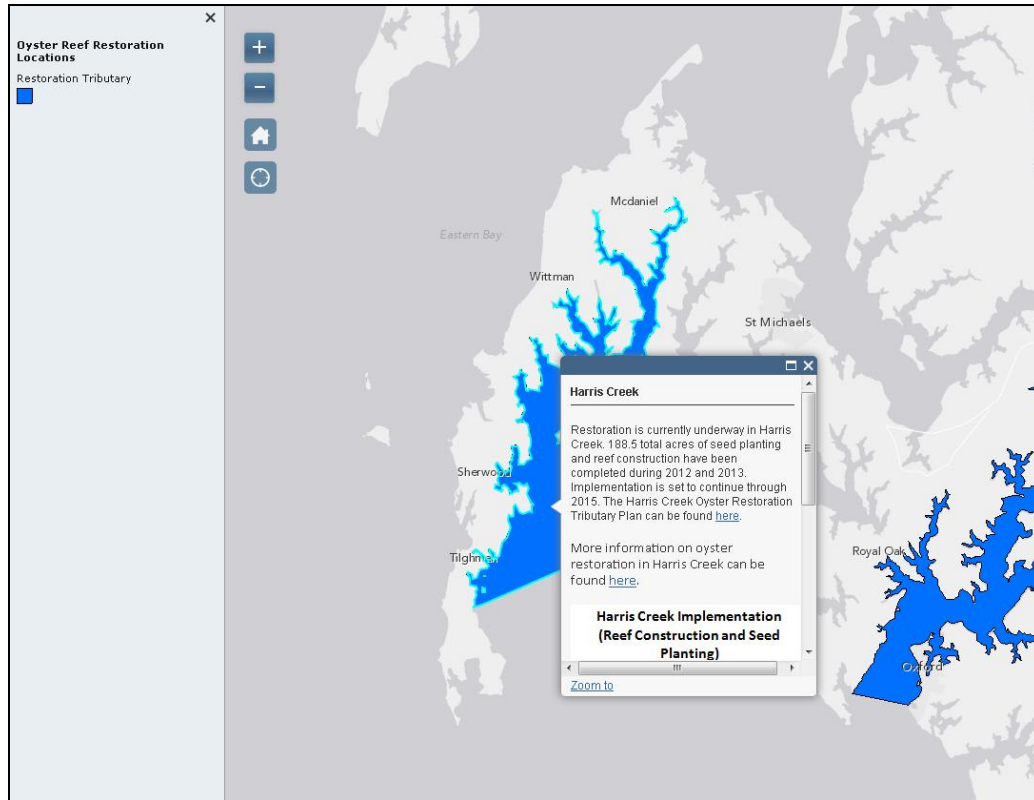 Oyster Reef Restoration
Locations
Restoration Tributary
Mcdaniel
Eastern Bay
Wittman
St Michaels
Harris Creek
Restoration is currently underway in Harris
Creek. 188.5 total acres of seed planting
and reef construction have been
completed during 2012 and 2013.
Implementation is set to continue through
2015. The Harris Creek Oyster Restoration
Tributary Plan can be found here.
More information on oyster
restoration in Harris Creek can be
found here.
Harris Creek Implementation
(Reef Construction and Seed
Planting)
Zoom to
Sherwood
Tilghman
Royal Oak
Oxford